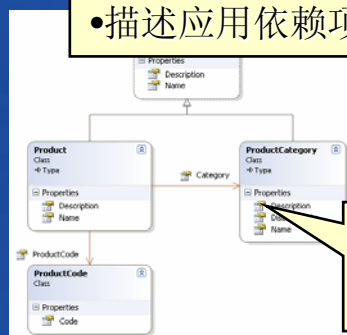 •描述应用依赖项
Properties
Description
Name
Product
Class
Type
Properties
Description
Name
Category
ProductCategory
Class
Type
Properties
Description
Name
ProductCode
ProductCode
Class
Properties
Code